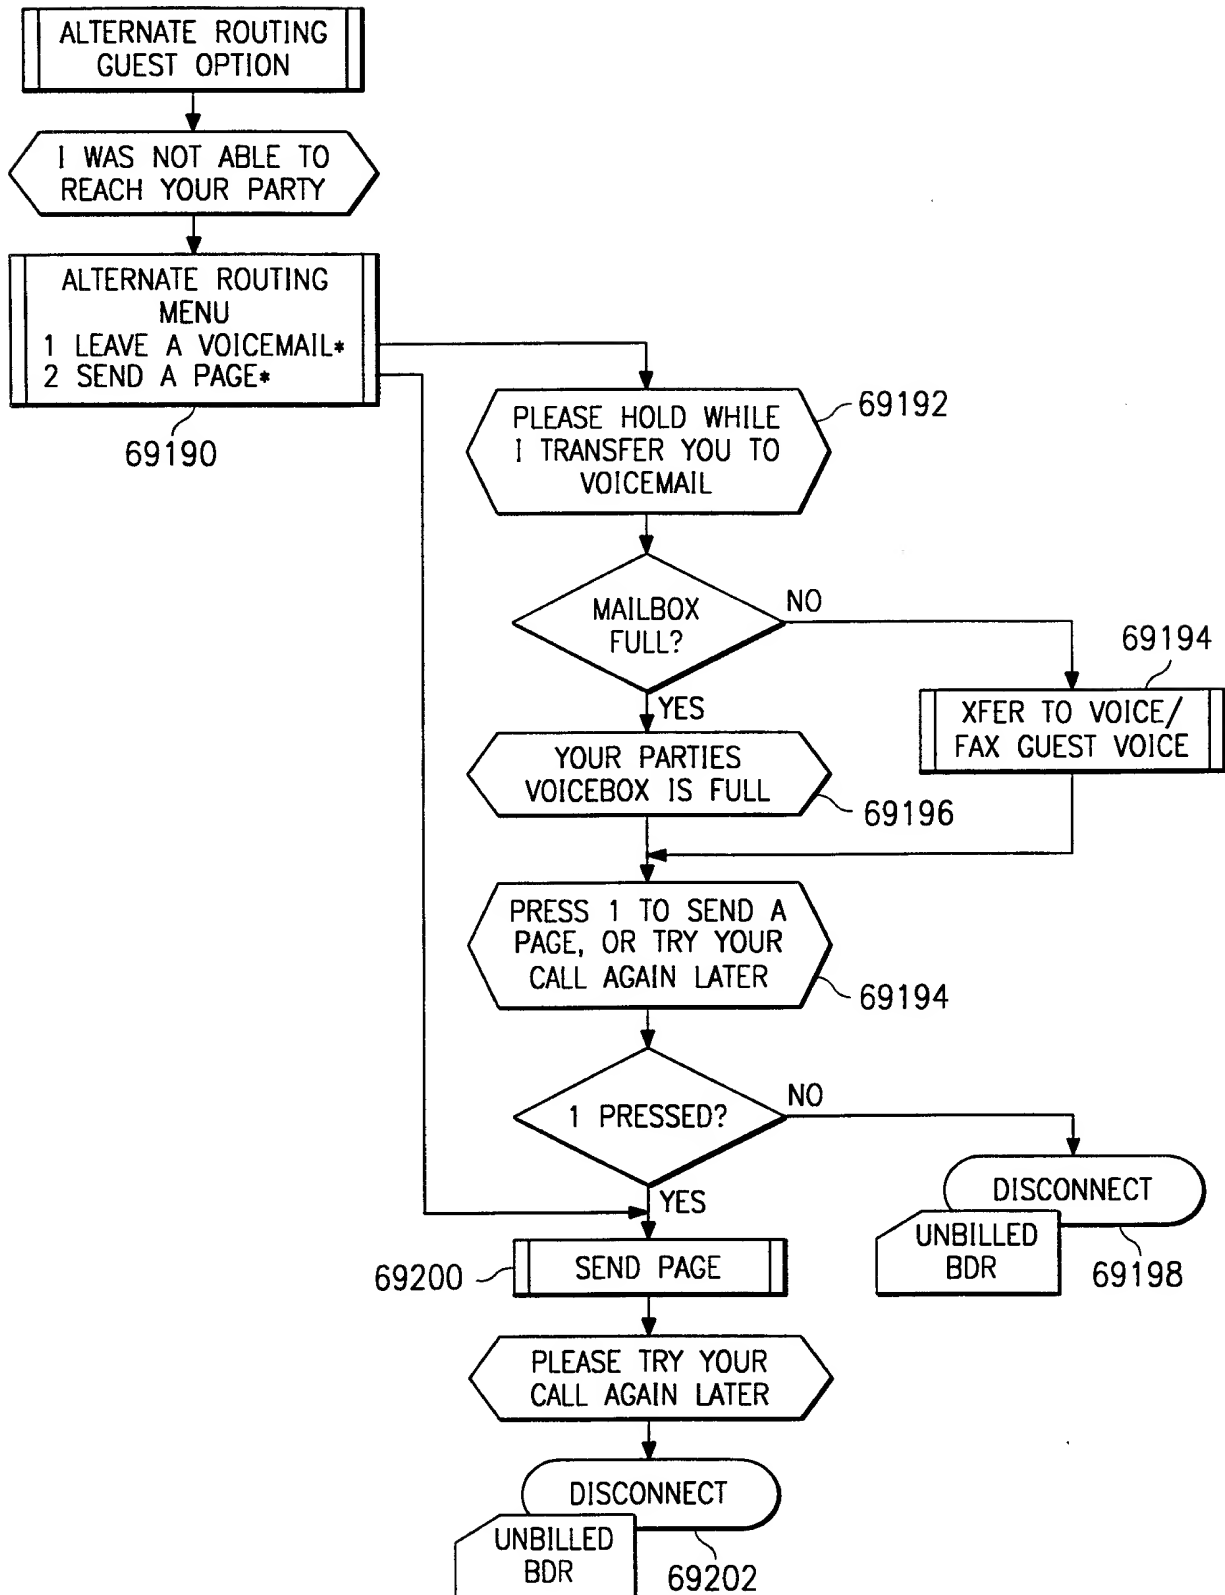 ALTERNATE ROUTING
GUEST OPTION
I WAS NOT ABLE TO
REACH YOUR PARTY
ALTERNATE ROUTING
MENU
1 LEAVE A VOICEMAIL*
2 SEND A PAGE*
69190
PLEASE HOLD WHILE
I TRANSFER YOU TO
VOICEMAIL
69192
MAILBOX
FULL?
NO
YES
69194
XFER TO VOICE/
FAX GUEST VOICE
YOUR PARTIES
VOICEBOX IS FULL
69196
PRESS 1 TO SEND A
PAGE, OR TRY YOUR
CALL AGAIN LATER
69194
1 PRESSED?
NO
YES
DISCONNECT
UNBILLED
BDR
69198
69200
SEND PAGE
PLEASE TRY YOUR
CALL AGAIN LATER
DISCONNECT
UNBILLED
BDR
69202